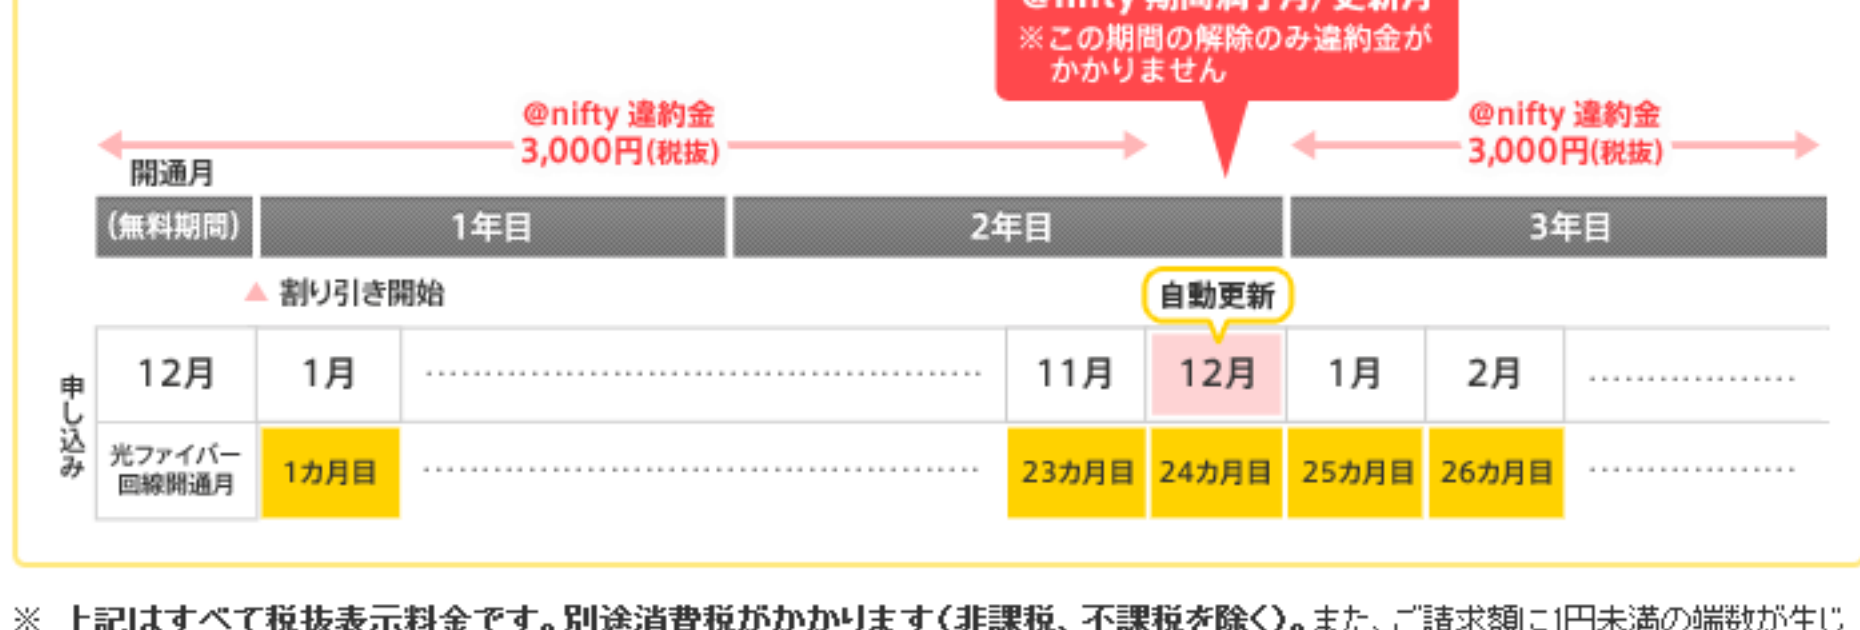 @nifty 期間満了月/更新月
※この期間の解除のみ違約金が
かかりません
@nifty 違約金
3,000円(税抜)
@nifty 違約金
3,000円(税抜)
開通月
(無料期間)
1年目
2年目
3年目
▲ 割り引き開始
自動更新
申し込み
12月
1月
11月
12月
1月
2月
光ファイバー
回線開通月
1カ月目
23カ月目
24カ月目
25カ月目
26カ月目
※ 上記はすべて税抜表示料金です。別途消費税がかかります(非課税、不課税を除く)。また、ご請求額に1円未満の端数が生じ